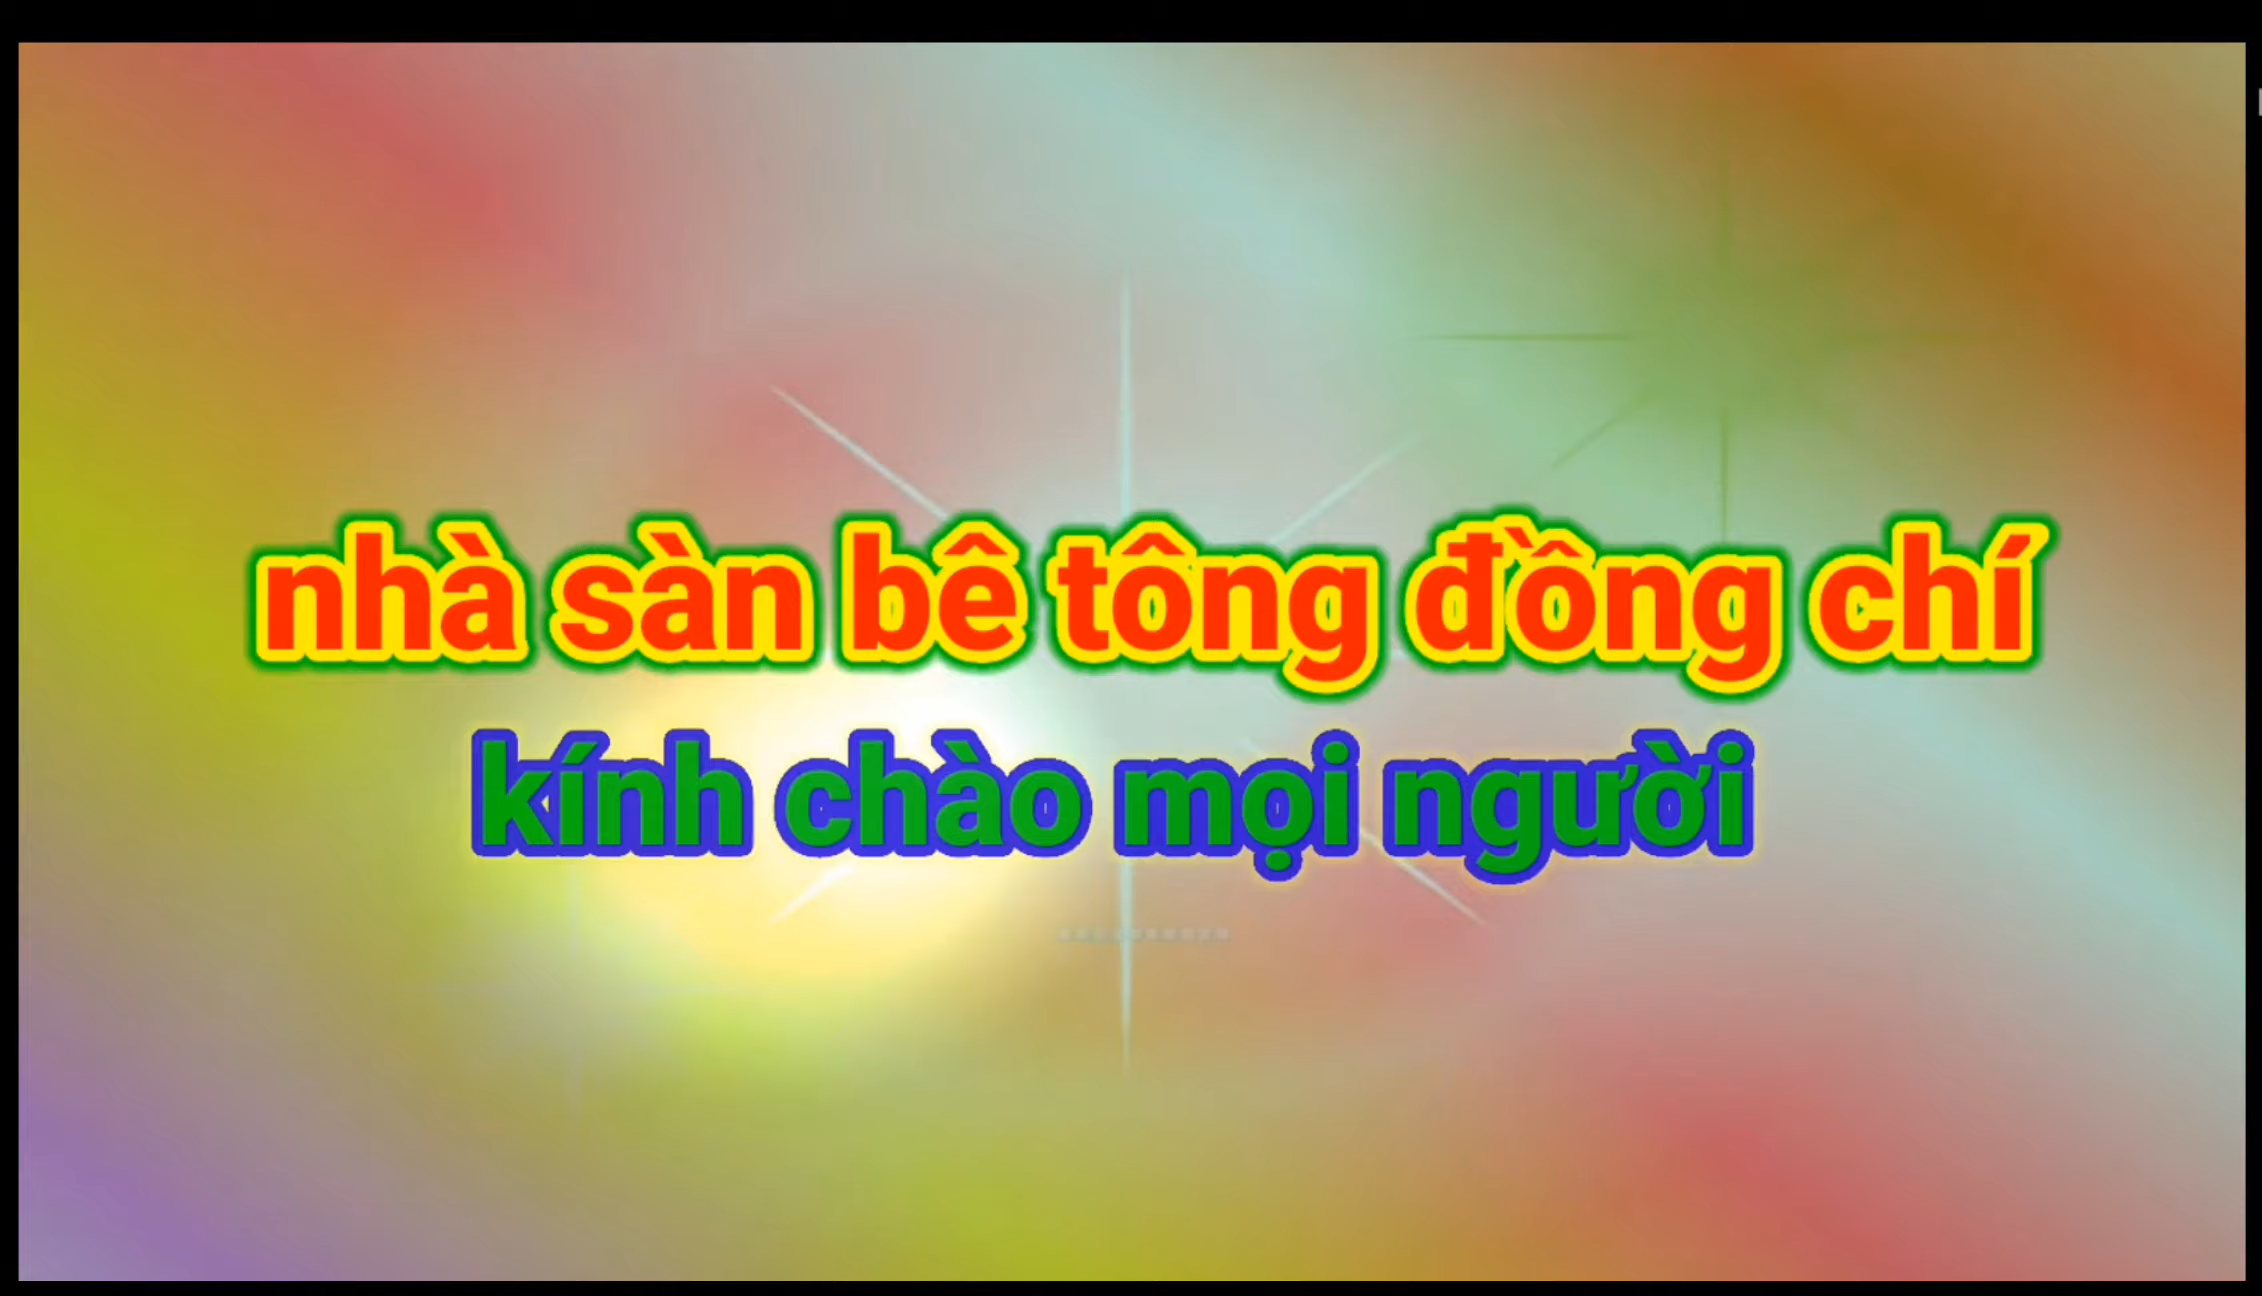 nhà sàn bê tông đồng chí
kính chào mọi người